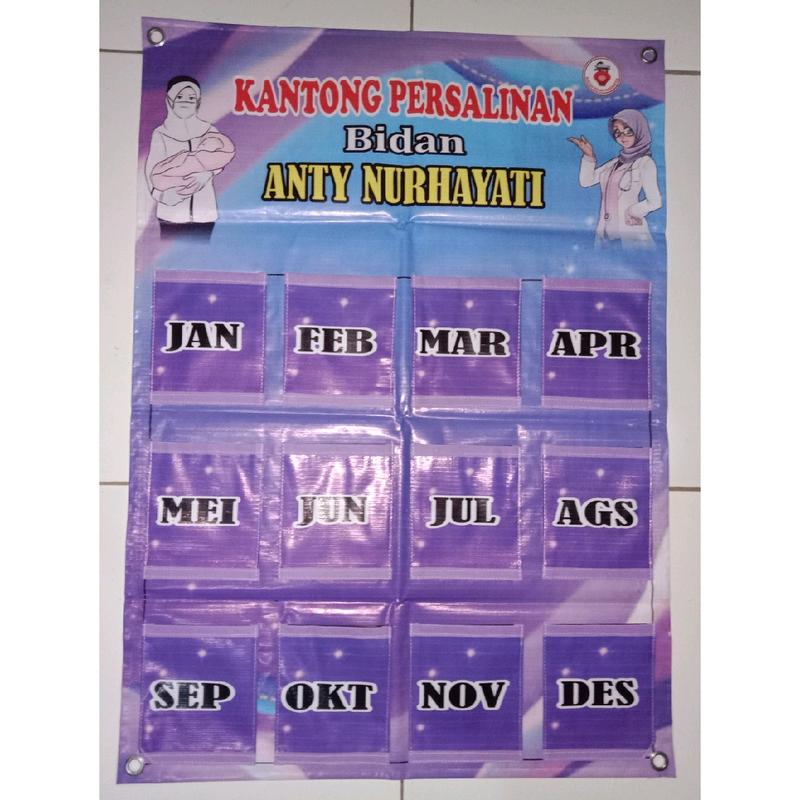 KANTONG PERSALINAN
Bidan
ANTY NURHAYATI
JAN FEB MAR APR
MEI JUN JUL AGS
SEP OKT NOV DES